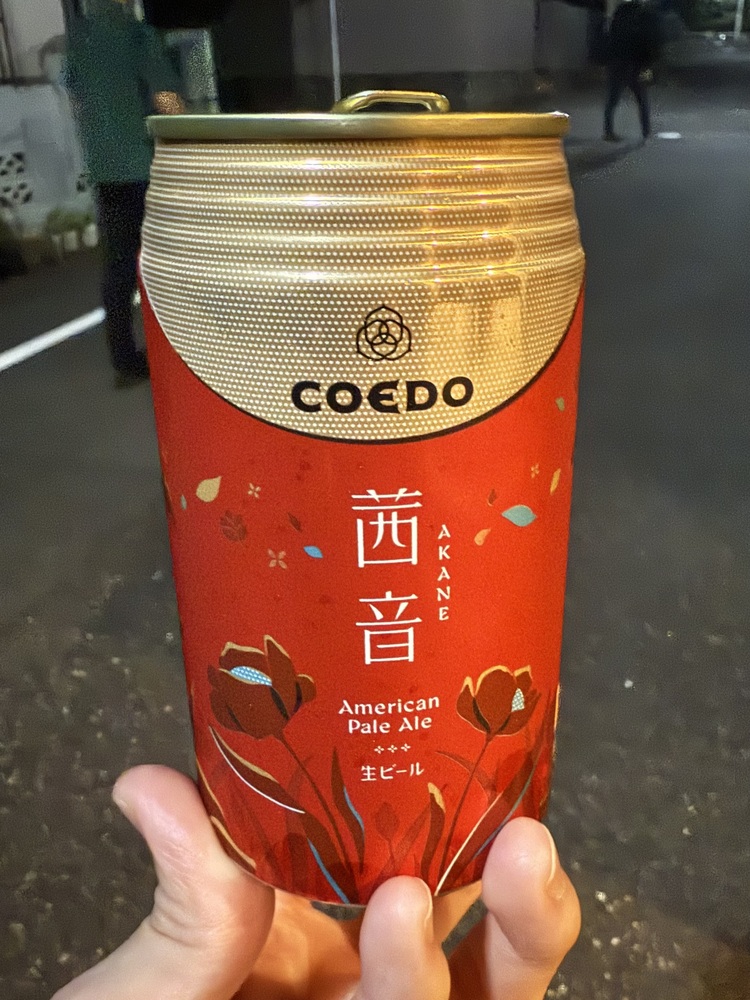 COEDO
茜音
AKANE
American
Pale Ale
生ビール